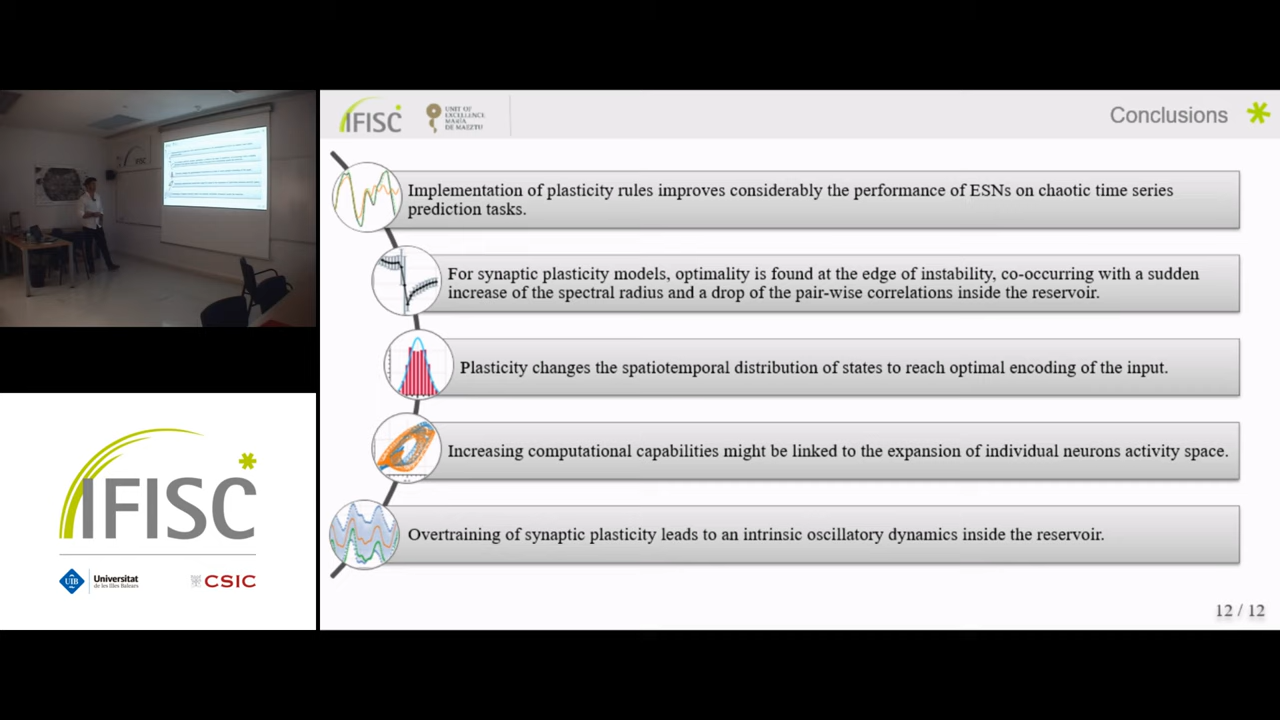 IFISC
UNIT OF
EXCELLENCE
MARÍA
DE MAEZTU
Conclusions
Implementation of plasticity rules improves considerably the performance of ESNs on chaotic time series
prediction tasks.
For synaptic plasticity models, optimality is found at the edge of instability, co-occurring with a sudden
increase of the spectral radius and a drop of the pair-wise correlations inside the reservoir.
Plasticity changes the spatiotemporal distribution of states to reach optimal encoding of the input.
Increasing computational capabilities might be linked to the expansion of individual neurons activity space.
Overtraining of synaptic plasticity leads to an intrinsic oscillatory dynamics inside the reservoir.
12 / 12
IFISC
UIB
Universitat
de les Illes Balears
CSIC